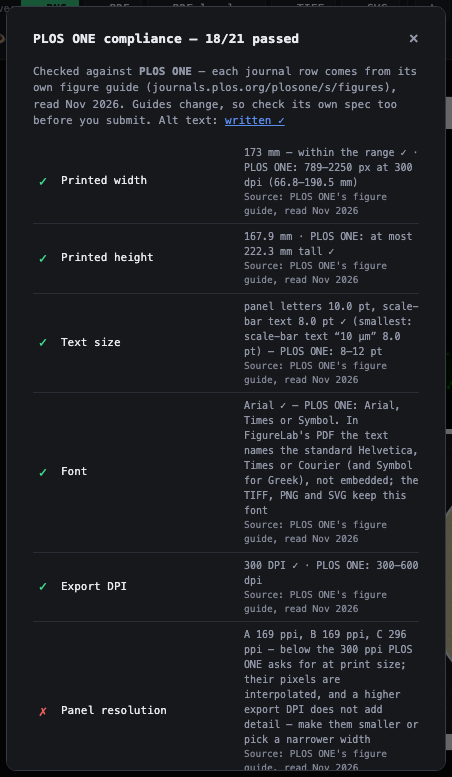 PLOS ONE compliance — 18/21 passed ×
Checked against PLOS ONE — each journal row comes from its
own figure guide (journals.plos.org/plosone/s/figures),
read Nov 2026. Guides change, so check its own spec too
before you submit. Alt text: written ✓
✓ Printed width
173 mm — within the range ✓ ·
PLOS ONE: 789–2250 px at 300
dpi (66.8–190.5 mm)
Source: PLOS ONE's figure
guide, read Nov 2026
✓ Printed height
167.9 mm · PLOS ONE: at most
222.3 mm tall ✓
Source: PLOS ONE's figure
guide, read Nov 2026
✓ Text size
panel letters 10.0 pt, scale-
bar text 8.0 pt ✓ (smallest:
scale-bar text “10 µm” 8.0
pt) — PLOS ONE: 8–12 pt
Source: PLOS ONE's figure
guide, read Nov 2026
✓ Font
Arial ✓ — PLOS ONE: Arial,
Times or Symbol. In
FigureLab's PDF the text
names the standard Helvetica,
Times or Courier (and Symbol
for Greek), not embedded; the
TIFF, PNG and SVG keep this
font
Source: PLOS ONE's figure
guide, read Nov 2026
✓ Export DPI
300 DPI ✓ · PLOS ONE: 300–600
dpi
Source: PLOS ONE's figure
guide, read Nov 2026
✗ Panel resolution
A 169 ppi, B 169 ppi, C 296
ppi — below the 300 ppi PLOS
ONE asks for at print size;
their pixels are
interpolated, and a higher
export DPI does not add
detail — make them smaller or
pick a narrower width
Source: PLOS ONE's figure
guide, read Nov 2026